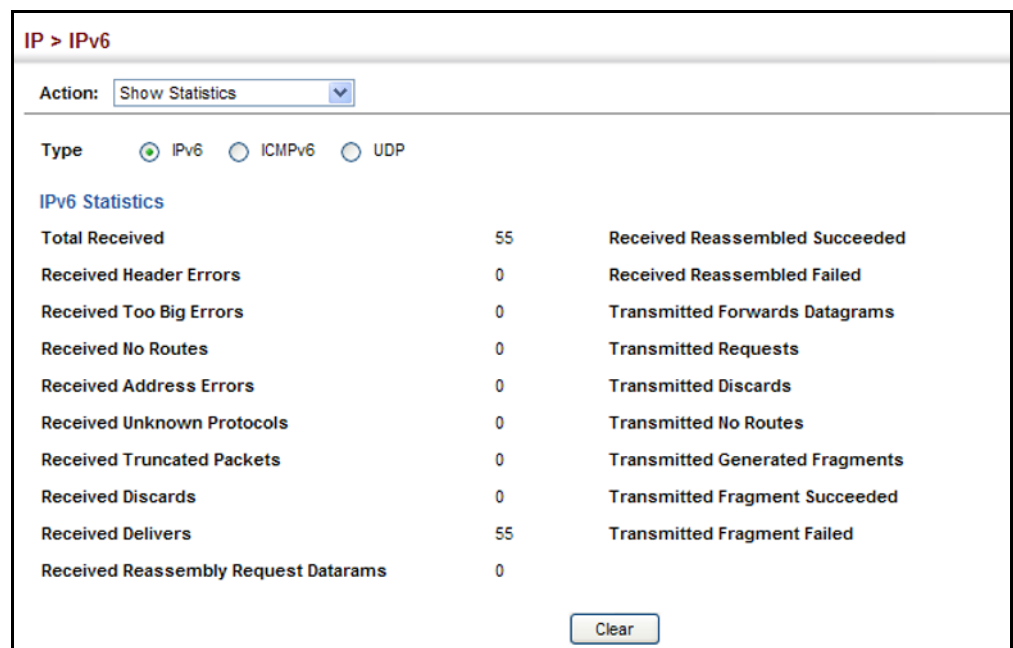 IP > IPv6
Action: Show Statistics
Type IPv6 ICMPv6 UDP
IPv6 Statistics
Total Received 55 Received Reassembled Succeeded
Received Header Errors 0 Received Reassembled Failed
Received Too Big Errors 0 Transmitted Forwards Datagrams
Received No Routes 0 Transmitted Requests
Received Address Errors 0 Transmitted Discards
Received Unknown Protocols 0 Transmitted No Routes
Received Truncated Packets 0 Transmitted Generated Fragments
Received Discards 0 Transmitted Fragment Succeeded
Received Delivers 55 Transmitted Fragment Failed
Received Reassembly Request Datarams 0
Clear